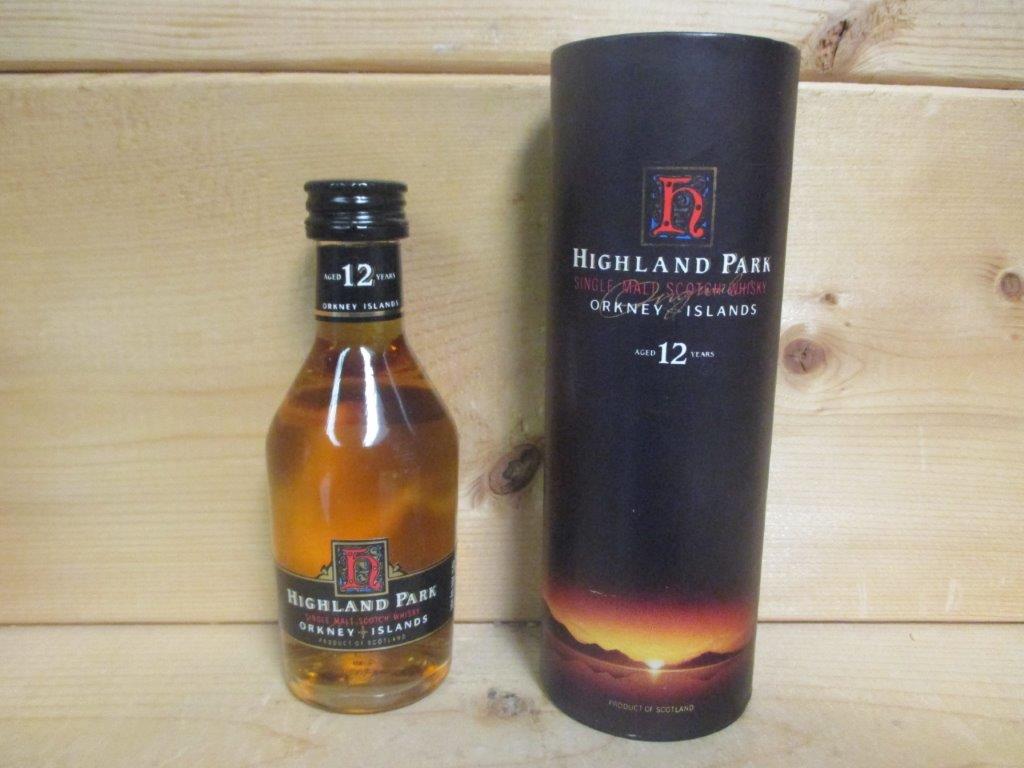 AGED 12 YEARS
ORKNEY ISLANDS
h
HIGHLAND PARK
SINGLE MALT SCOTCH WHISKY
ORKNEY ISLANDS
PRODUCT OF SCOTLAND
h
HIGHLAND PARK
SINGLE MALT SCOTCH WHISKY
ORKNEY ISLANDS
AGED 12 YEARS
PRODUCT OF SCOTLAND